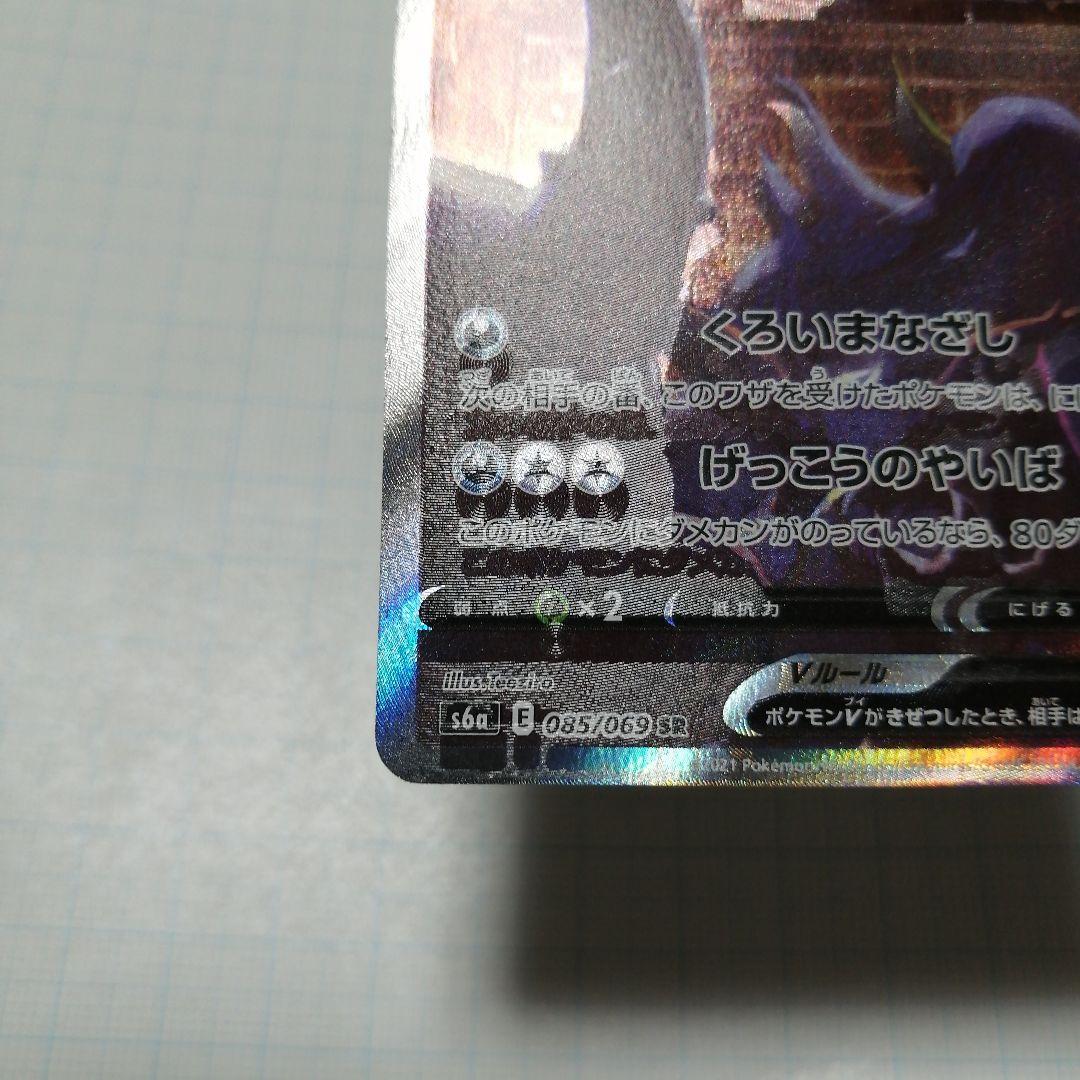 くろいまなざし
次の相手の番、このワザを受けたポケモンは、に
げっこうのやいば
このポケモンにダメカンがのっているなら、80ダ
弱点 ×2 抵抗力 にげる
Vルール
illus.Teeziro
ポケモンVがきぜつしたとき、相手は
s6a E 085/069 SR
2021 Pokémon